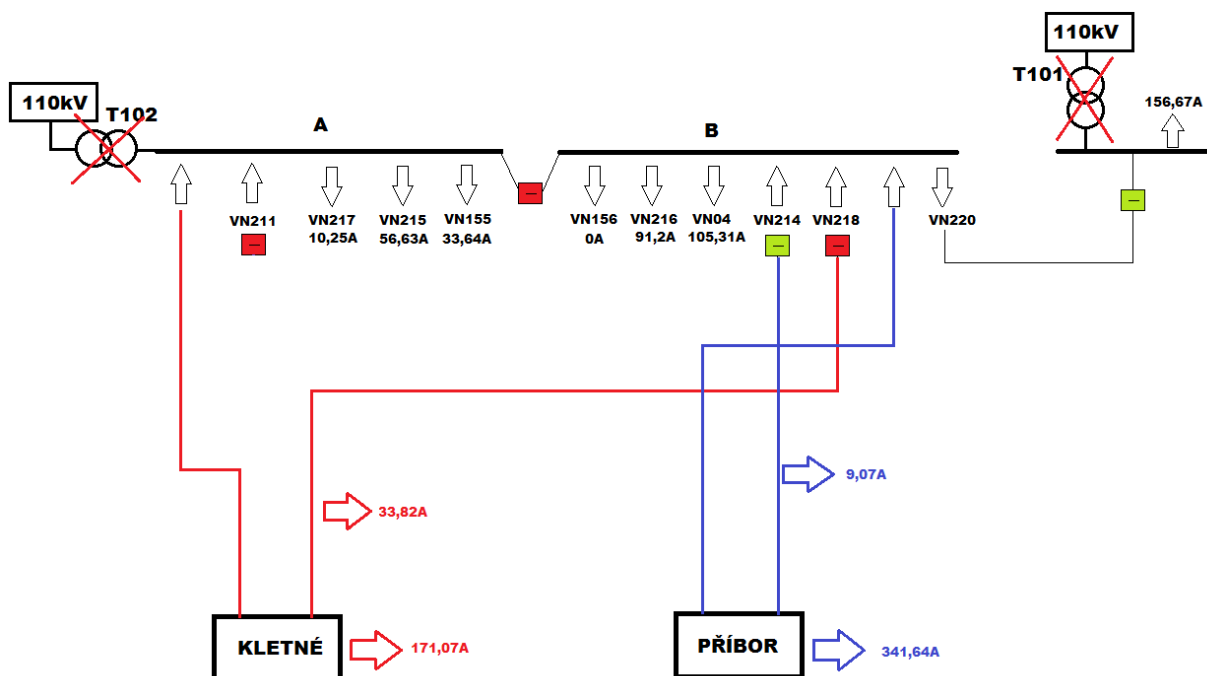 110kV
T101
156,67A
110kV
T102
A
B
VN211
VN217
10,25A
VN215
56,63A
VN155
33,64A
VN156
0A
VN216
91,2A
VN04
105,31A
VN214
VN218
VN220
9,07A
33,82A
KLETNÉ
171,07A
PŘÍBOR
341,64A